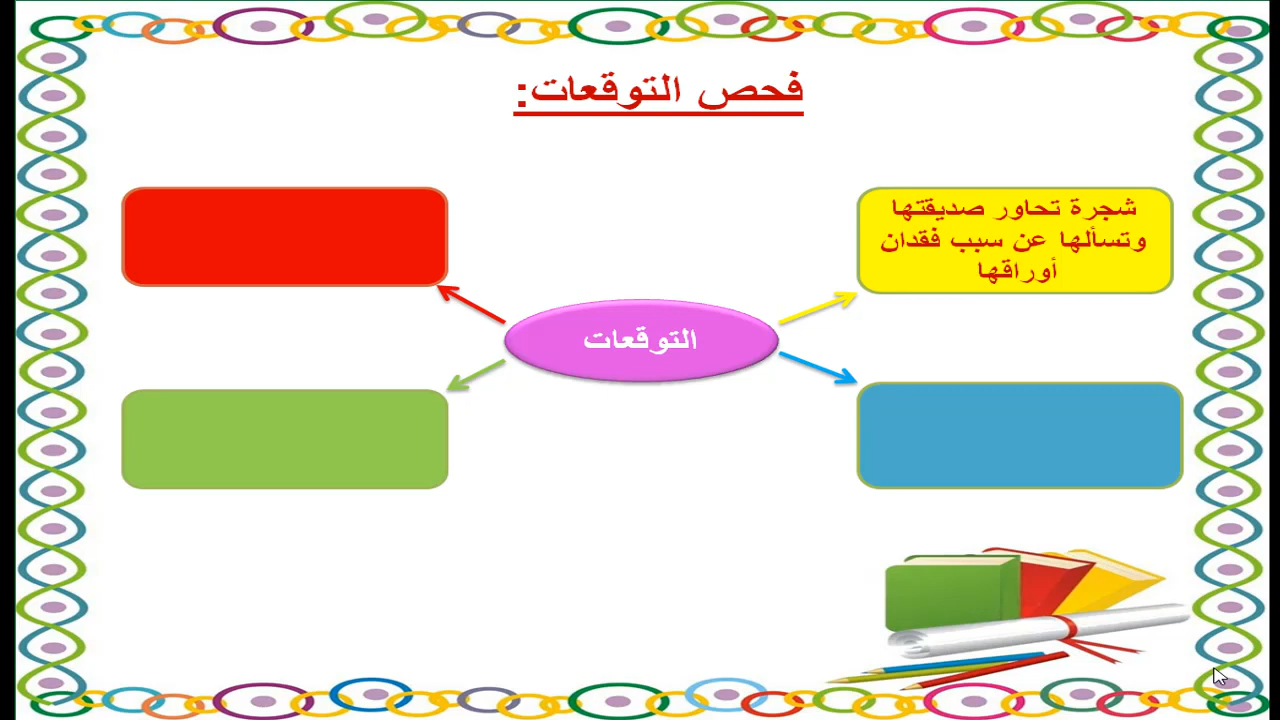 فحص التوقعات:
شجرة تحاور صديقتها
وتسألها عن سبب فقدان
أوراقها
التوقعات